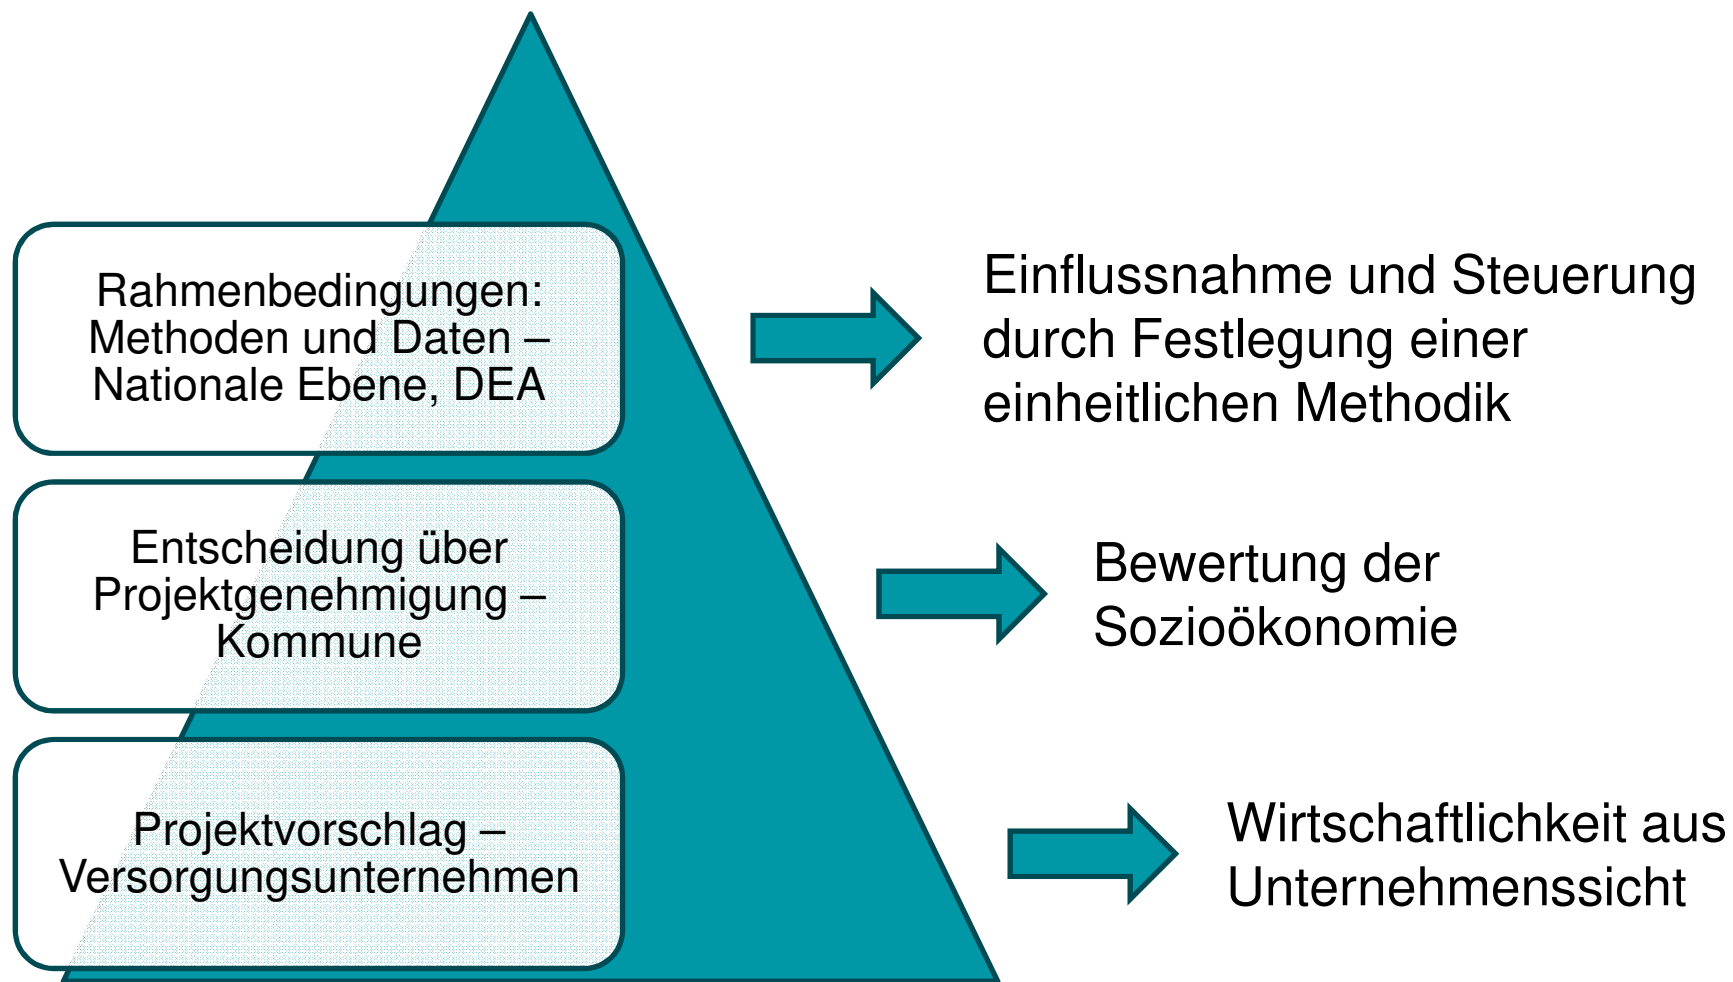 Rahmenbedingungen:
Methoden und Daten –
Nationale Ebene, DEA
Einflussnahme und Steuerung
durch Festlegung einer
einheitlichen Methodik
Entscheidung über
Projektgenehmigung –
Kommune
Bewertung der
Sozioökonomie
Projektvorschlag –
Versorgungsunternehmen
Wirtschaftlichkeit aus
Unternehmenssicht